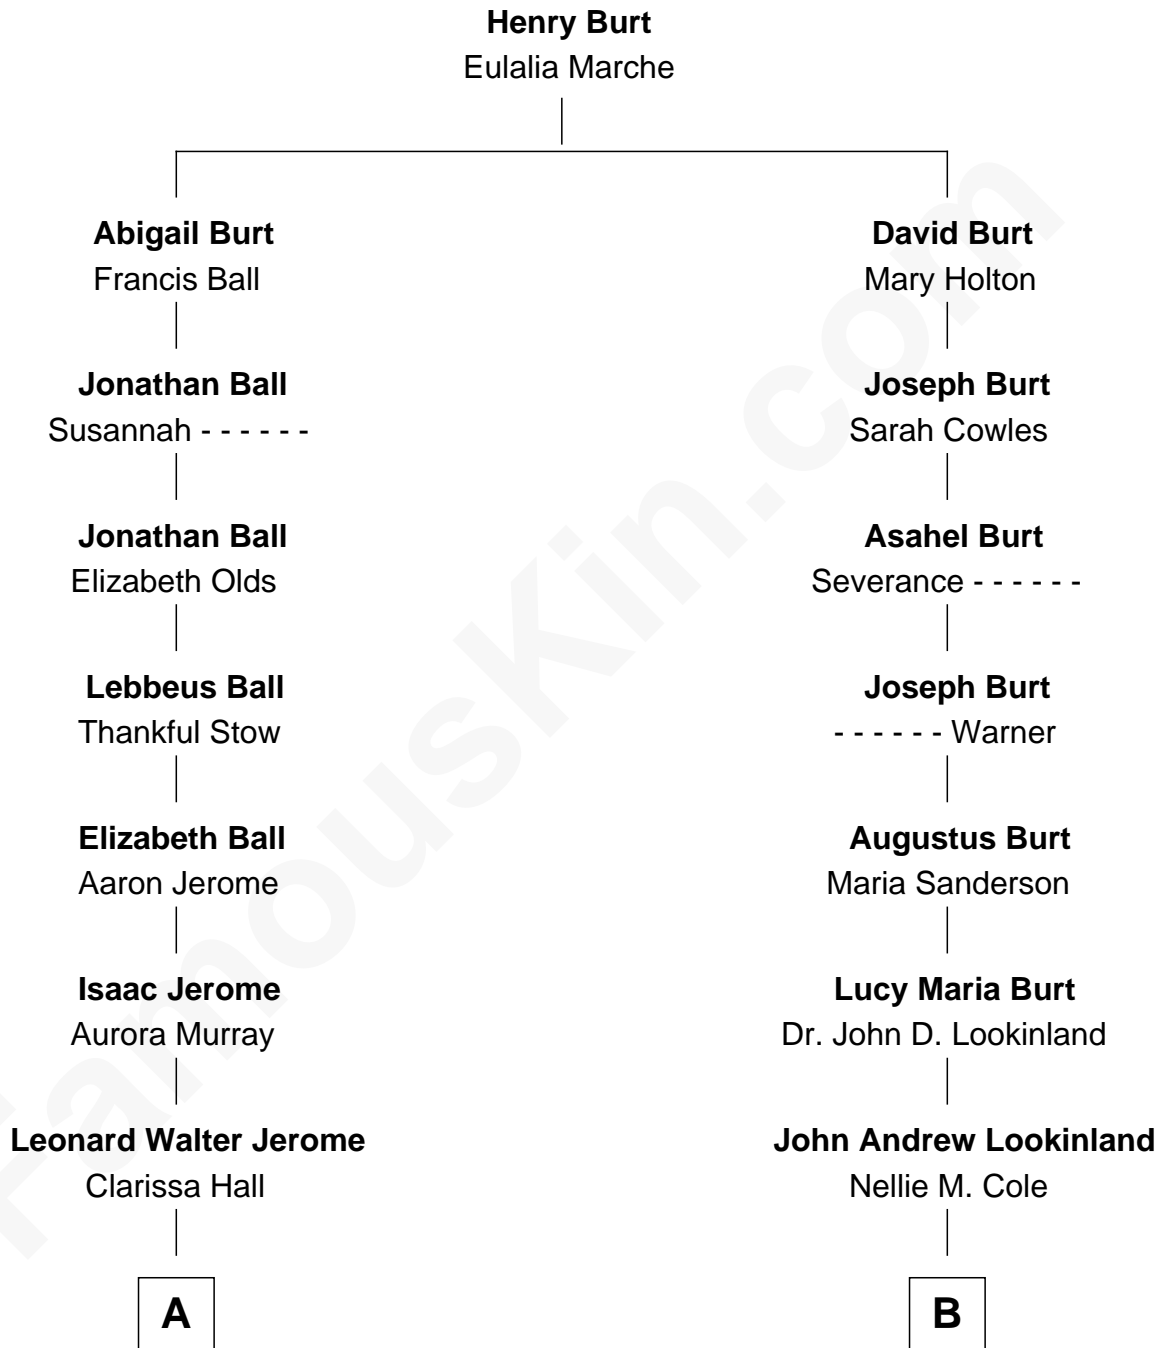 Henry Burt
Eulalia Marche
Abigail Burt
Francis Ball
David Burt
Mary Holton
Jonathan Ball
Susannah - - - - - -
Joseph Burt
Sarah Cowles
Jonathan Ball
Elizabeth Olds
Asahel Burt
Severance - - - - - -
Lebbeus Ball
Thankful Stow
Joseph Burt
- - - - - - Warner
Elizabeth Ball
Aaron Jerome
Augustus Burt
Maria Sanderson
Isaac Jerome
Aurora Murray
Lucy Maria Burt
Dr. John D. Lookinland
Leonard Walter Jerome
Clarissa Hall
John Andrew Lookinland
Nellie M. Cole
A
B
FamousKin.com